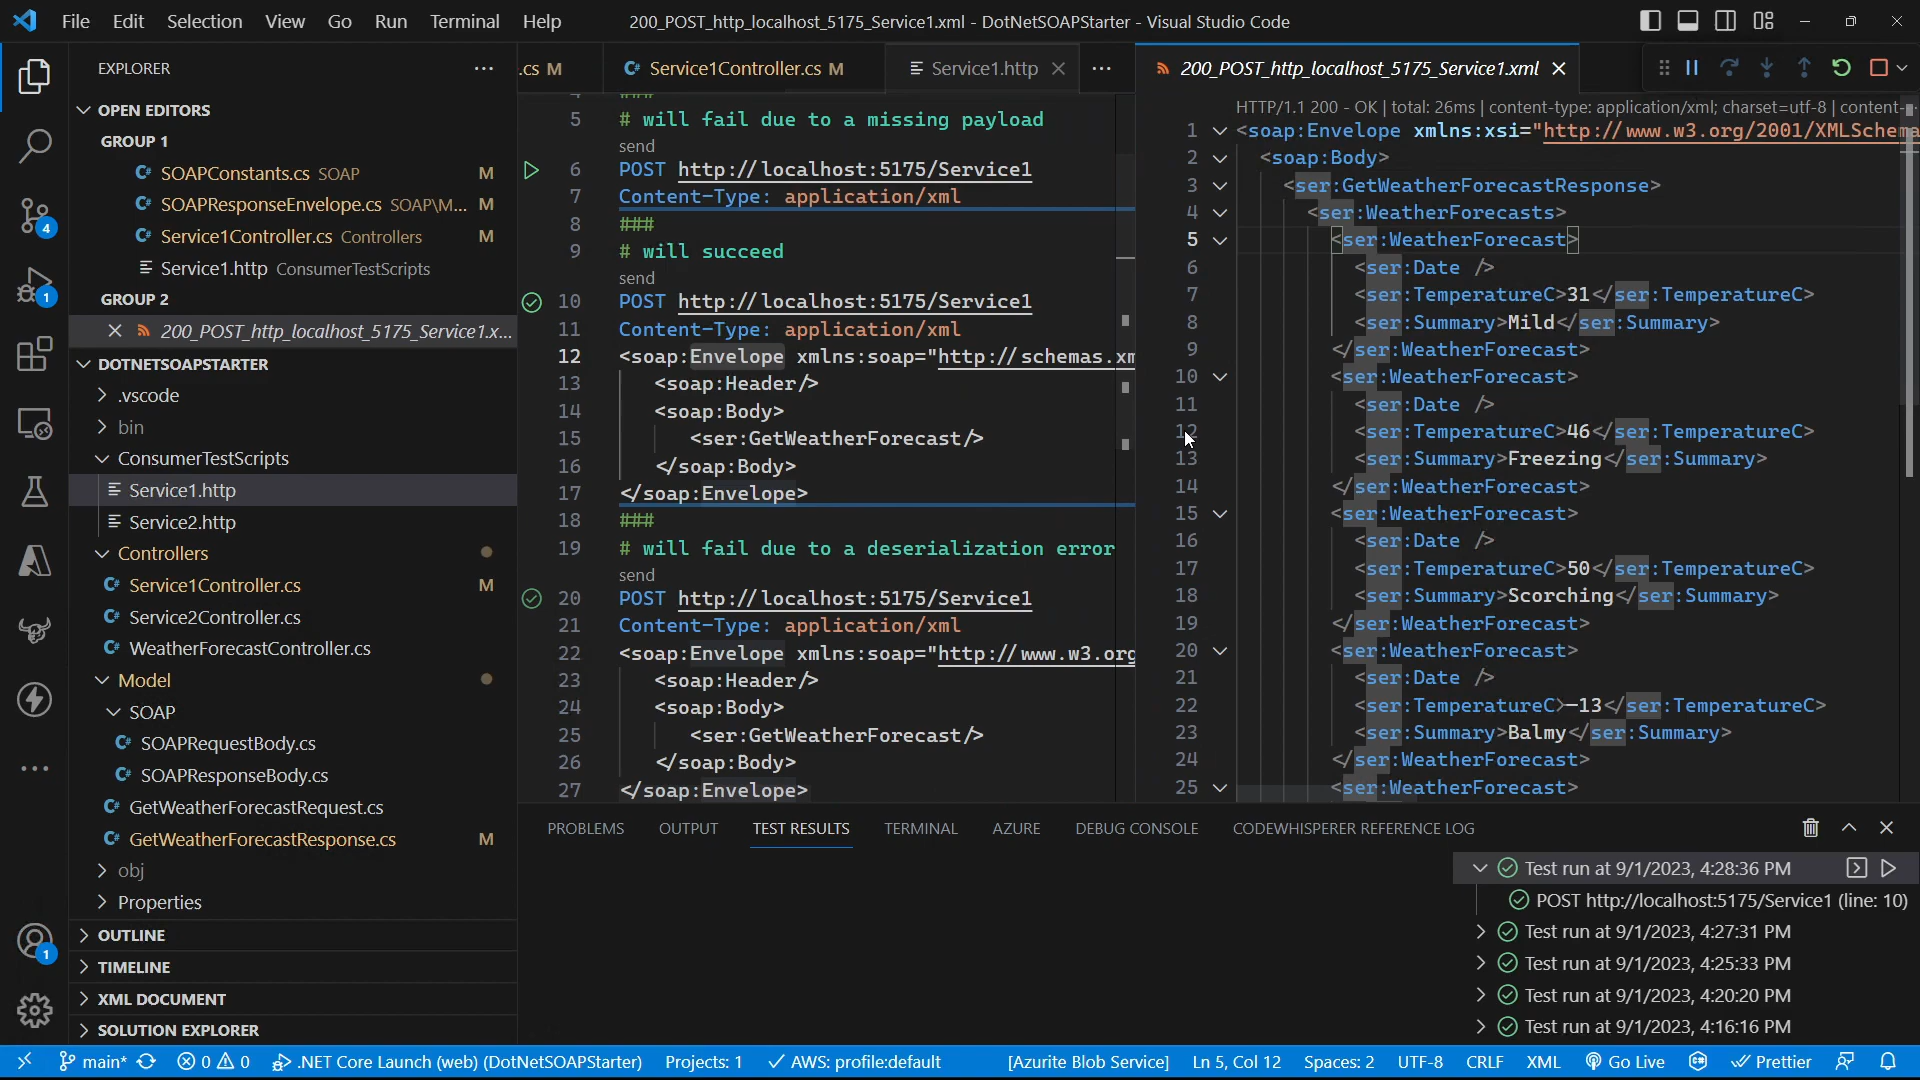 File Edit Selection View Go Run Terminal Help
200_POST_http_localhost_5175_Service1.xml - DotNetSOAPStarter - Visual Studio Code
EXPLORER
OPEN EDITORS
GROUP 1
SOAPConstants.cs SOAP M
SOAPResponseEnvelope.cs SOAP\M... M
Service1Controller.cs Controllers M
Service1.http ConsumerTestScripts
GROUP 2
200_POST_http_localhost_5175_Service1.x...
DOTNETSOAPSTARTER
.vscode
bin
ConsumerTestScripts
Service1.http
Service2.http
Controllers
Service1Controller.cs M
Service2Controller.cs
WeatherForecastController.cs
Model
SOAP
SOAPRequestBody.cs
SOAPResponseBody.cs
GetWeatherForecastRequest.cs
GetWeatherForecastResponse.cs M
obj
Properties
OUTLINE
TIMELINE
XML DOCUMENT
SOLUTION EXPLORER
4
1
1
.cs M
Service1Controller.cs M
Service1.http
4 ###
5 # will fail due to a missing payload
send
6 POST http://localhost:5175/Service1
7 Content-Type: application/xml
8 ###
9 # will succeed
send
10 POST http://localhost:5175/Service1
11 Content-Type: application/xml
12 <soap:Envelope xmlns:soap="http://schemas.xm
13 <soap:Header/>
14 <soap:Body>
15 <ser:GetWeatherForecast/>
16 </soap:Body>
17 </soap:Envelope>
18 ###
19 # will fail due to a deserialization error
send
20 POST http://localhost:5175/Service1
21 Content-Type: application/xml
22 <soap:Envelope xmlns:soap="http://www.w3.org
23 <soap:Header/>
24 <soap:Body>
25 <ser:GetWeatherForecast/>
26 </soap:Body>
27 </soap:Envelope>
200_POST_http_localhost_5175_Service1.xml
HTTP/1.1 200 - OK | total: 26ms | content-type: application/xml; charset=utf-8 | content-
1 <soap:Envelope xmlns:xsi="http://www.w3.org/2001/XMLSchema
2 <soap:Body>
3 <ser:GetWeatherForecastResponse>
4 <ser:WeatherForecasts>
5 <ser:WeatherForecast>
6 <ser:Date />
7 <ser:TemperatureC>31</ser:TemperatureC>
8 <ser:Summary>Mild</ser:Summary>
9 </ser:WeatherForecast>
10 <ser:WeatherForecast>
11 <ser:Date />
12 <ser:TemperatureC>46</ser:TemperatureC>
13 <ser:Summary>Freezing</ser:Summary>
14 </ser:WeatherForecast>
15 <ser:WeatherForecast>
16 <ser:Date />
17 <ser:TemperatureC>50</ser:TemperatureC>
18 <ser:Summary>Scorching</ser:Summary>
19 </ser:WeatherForecast>
20 <ser:WeatherForecast>
21 <ser:Date />
22 <ser:TemperatureC>-13</ser:TemperatureC>
23 <ser:Summary>Balmy</ser:Summary>
24 </ser:WeatherForecast>
25 <ser:WeatherForecast>
PROBLEMS OUTPUT TEST RESULTS TERMINAL AZURE DEBUG CONSOLE CODEWHISPERER REFERENCE LOG
Test run at 9/1/2023, 4:28:36 PM
POST http://localhost:5175/Service1 (line: 10)
Test run at 9/1/2023, 4:27:31 PM
Test run at 9/1/2023, 4:25:33 PM
Test run at 9/1/2023, 4:20:20 PM
Test run at 9/1/2023, 4:16:16 PM
main* 0 0 .NET Core Launch (web) (DotNetSOAPStarter) Projects: 1 AWS: profile:default [Azurite Blob Service] Ln 5, Col 12 Spaces: 2 UTF-8 CRLF XML Go Live Prettier